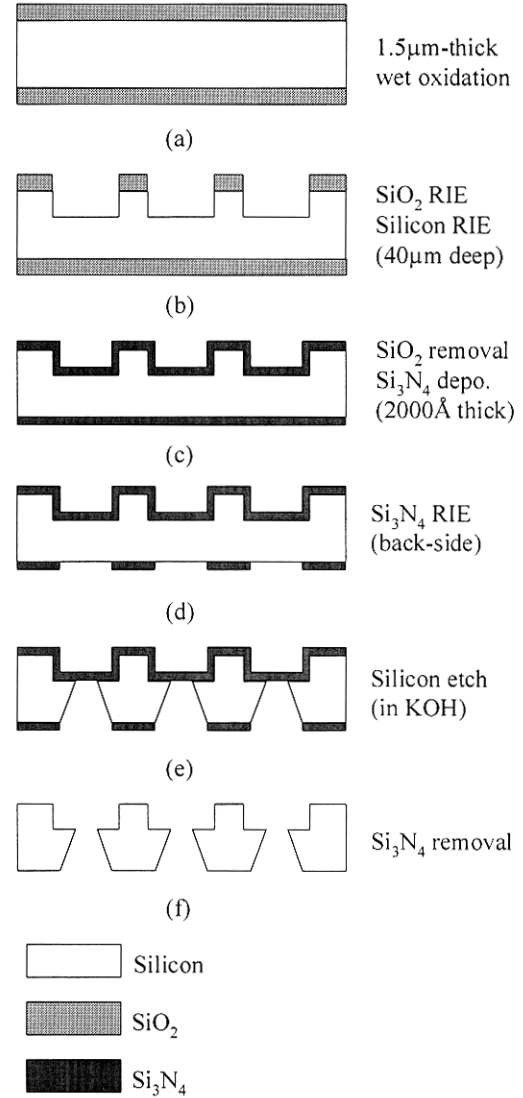 1.5μm-thick
wet oxidation
(a)
SiO2 RIE
Silicon RIE
(40μm deep)
(b)
SiO2 removal
Si3N4 depo.
(2000Å thick)
(c)
Si3N4 RIE
(back-side)
(d)
Silicon etch
(in KOH)
(e)
Si3N4 removal
(f)
Silicon
SiO2
Si3N4